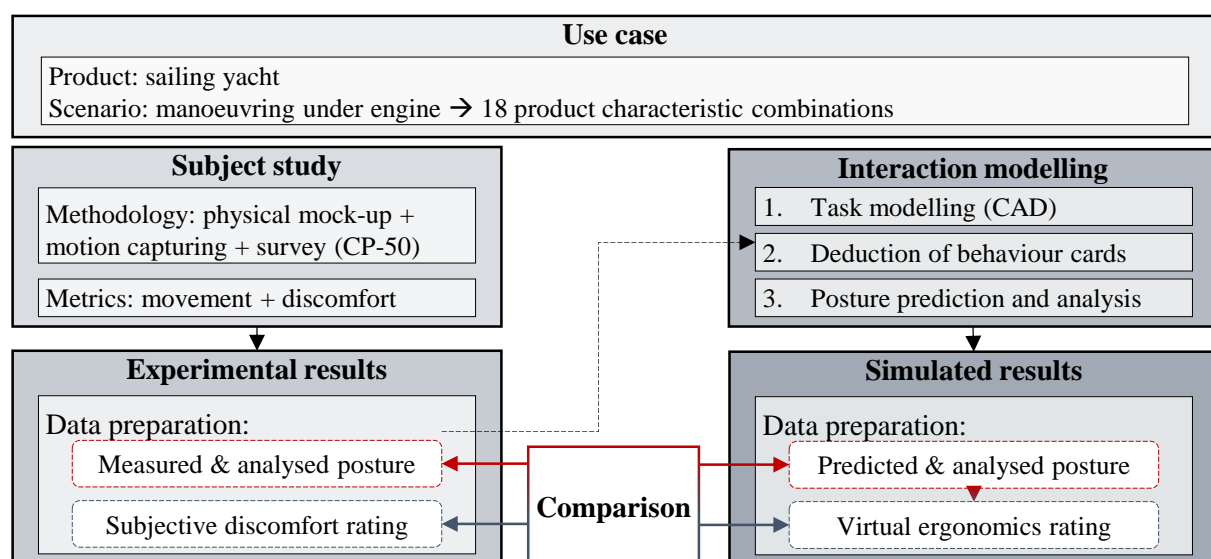 Use case
Product: sailing yacht
Scenario: manoeuvring under engine → 18 product characteristic combinations
Subject study
Methodology: physical mock-up +
motion capturing + survey (CP-50)
Metrics: movement + discomfort
Interaction modelling
1. Task modelling (CAD)
2. Deduction of behaviour cards
3. Posture prediction and analysis
Experimental results
Data preparation:
Measured & analysed posture
Subjective discomfort rating
Comparison
Simulated results
Data preparation:
Predicted & analysed posture
Virtual ergonomics rating